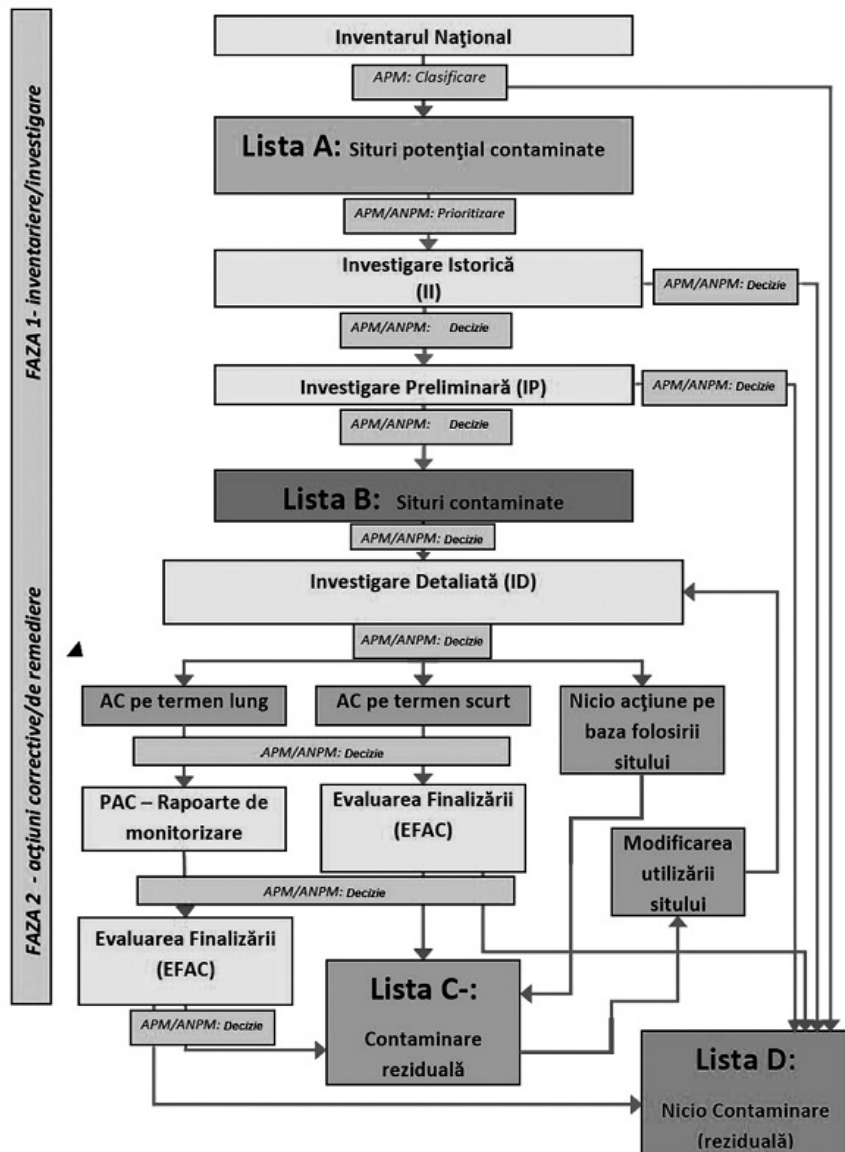 Inventarul Naţional
APM: Clasificare
Lista A: Situri potenţial contaminate
APM/ANPM: Prioritizare
Investigare Istorică
(II)
APM/ANPM: Decizie
APM/ANPM: Decizie
Investigare Preliminară (IP)
APM/ANPM: Decizie
APM/ANPM: Decizie
Lista B: Situri contaminate
APM/ANPM: Decizie
Investigare Detaliată (ID)
APM/ANPM: Decizie
AC pe termen lung
AC pe termen scurt
Nicio acţiune pe
baza folosirii
sitului
APM/ANPM: Decizie
PAC – Rapoarte de
monitorizare
Evaluarea Finalizării
(EFAC)
Modificarea
utilizării
sitului
APM/ANPM: Decizie
Evaluarea Finalizării
(EFAC)
APM/ANPM: Decizie
Lista C-:
Contaminare
reziduală
Lista D:
Nicio Contaminare
(reziduală)
FAZA 1- inventariere/investigare
FAZA 2 - acţiuni corrective/de remediere